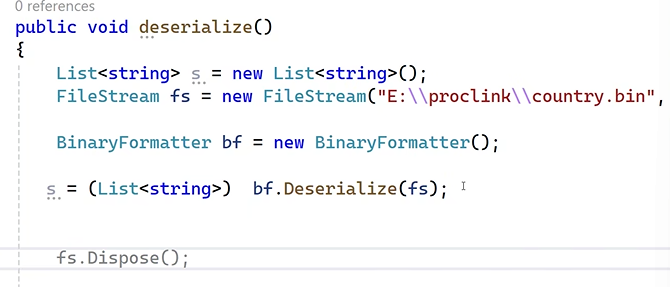 0 references
public void deserialize()
{
List<string> s = new List<string>();
FileStream fs = new FileStream("E:\\proclink\\country.bin",
BinaryFormatter bf = new BinaryFormatter();
s = (List<string>)  bf.Deserialize(fs);
fs.Dispose();